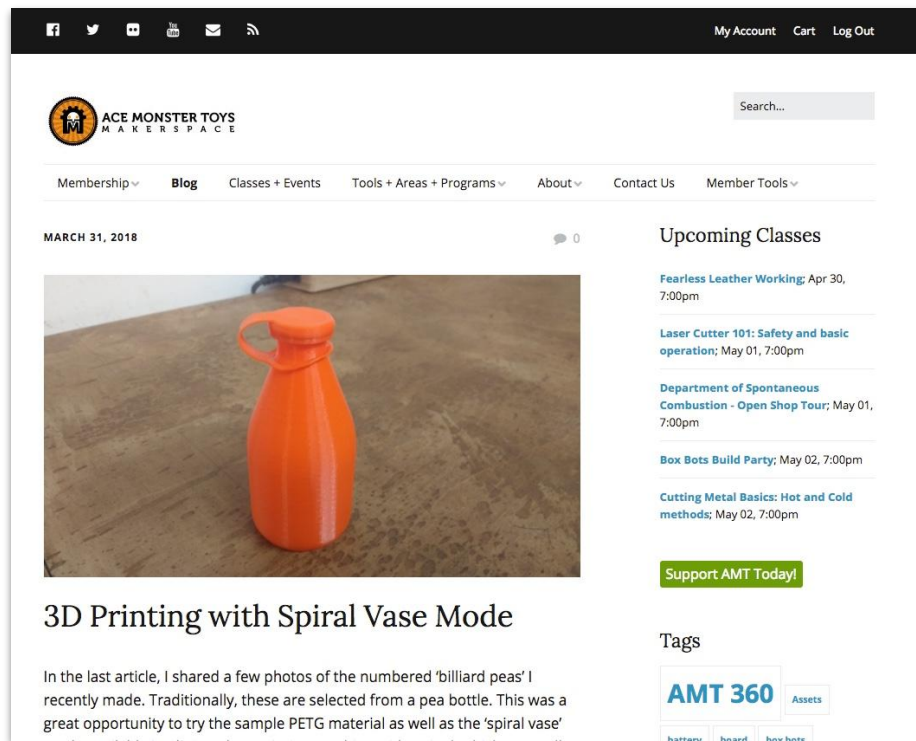 My Account Cart Log Out
ACE MONSTER TOYS
MAKERSPACE
Search...
Membership Blog Classes + Events Tools + Areas + Programs About Contact Us Member Tools
MARCH 31, 2018
0
3D Printing with Spiral Vase Mode
In the last article, I shared a few photos of the numbered ‘billiard peas’ I
recently made. Traditionally, these are selected from a pea bottle. This was a
great opportunity to try the sample PETG material as well as the ‘spiral vase’
Upcoming Classes
Fearless Leather Working; Apr 30,
7:00pm
Laser Cutter 101: Safety and basic
operation; May 01, 7:00pm
Department of Spontaneous
Combustion - Open Shop Tour; May 01,
7:00pm
Box Bots Build Party; May 02, 7:00pm
Cutting Metal Basics: Hot and Cold
methods; May 02, 7:00pm
Support AMT Today!
Tags
AMT 360 Assets
battery board box bots